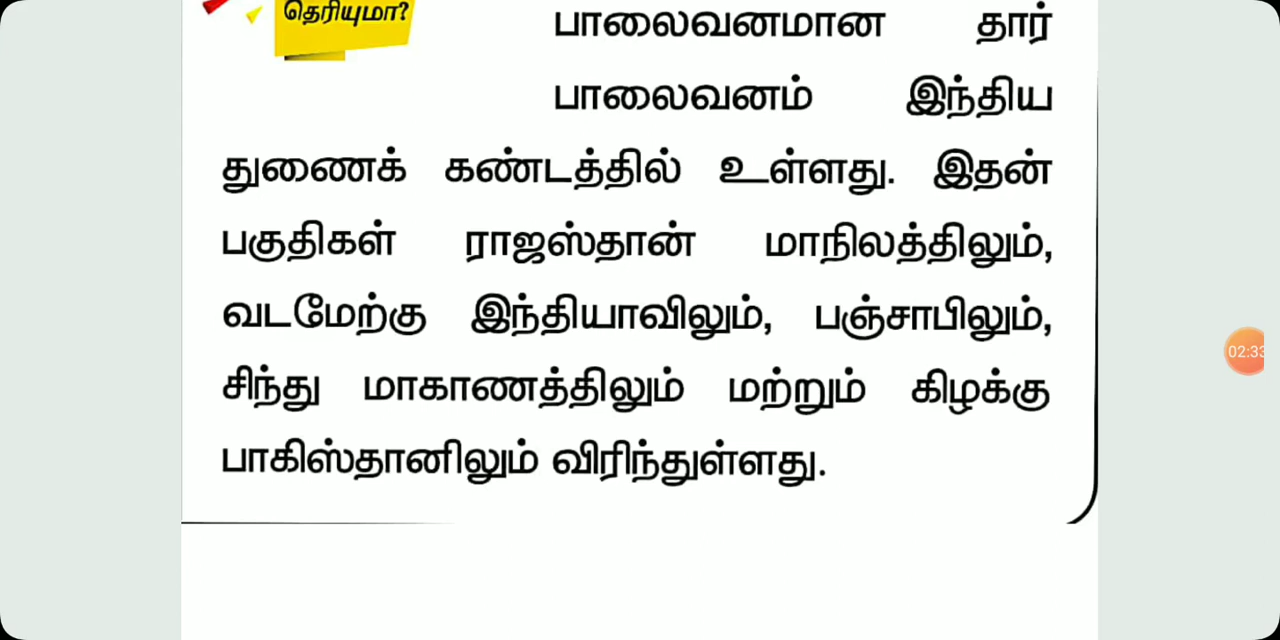 தெரியுமா?
பாலைவனமான தார்
பாலைவனம் இந்திய
துணைக் கண்டத்தில் உள்ளது. இதன்
பகுதிகள் ராஜஸ்தான் மாநிலத்திலும்,
வடமேற்கு இந்தியாவிலும், பஞ்சாபிலும்,
சிந்து மாகாணத்திலும் மற்றும் கிழக்கு
பாகிஸ்தானிலும் விரிந்துள்ளது.
02:33